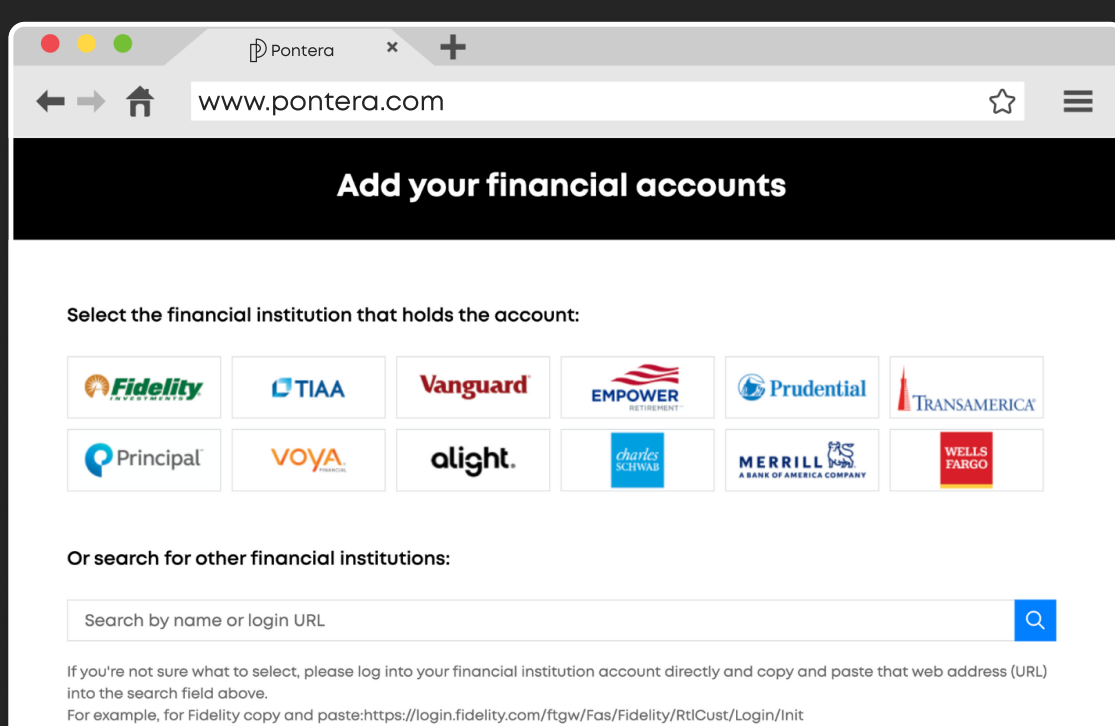 Pontera
www.pontera.com
Add your financial accounts
Select the financial institution that holds the account:
Fidelity INVESTMENTS
TIAA
Vanguard
EMPOWER RETIREMENT
Prudential
TRANSAMERICA
Principal
VOYA FINANCIAL
alight.
charles SCHWAB
MERRILL A BANK OF AMERICA COMPANY
WELLS FARGO
Or search for other financial institutions:
Search by name or login URL
If you're not sure what to select, please log into your financial institution account directly and copy and paste that web address (URL)
into the search field above.
For example, for Fidelity copy and paste:https://login.fidelity.com/ftgw/Fas/Fidelity/RtlCust/Login/Init